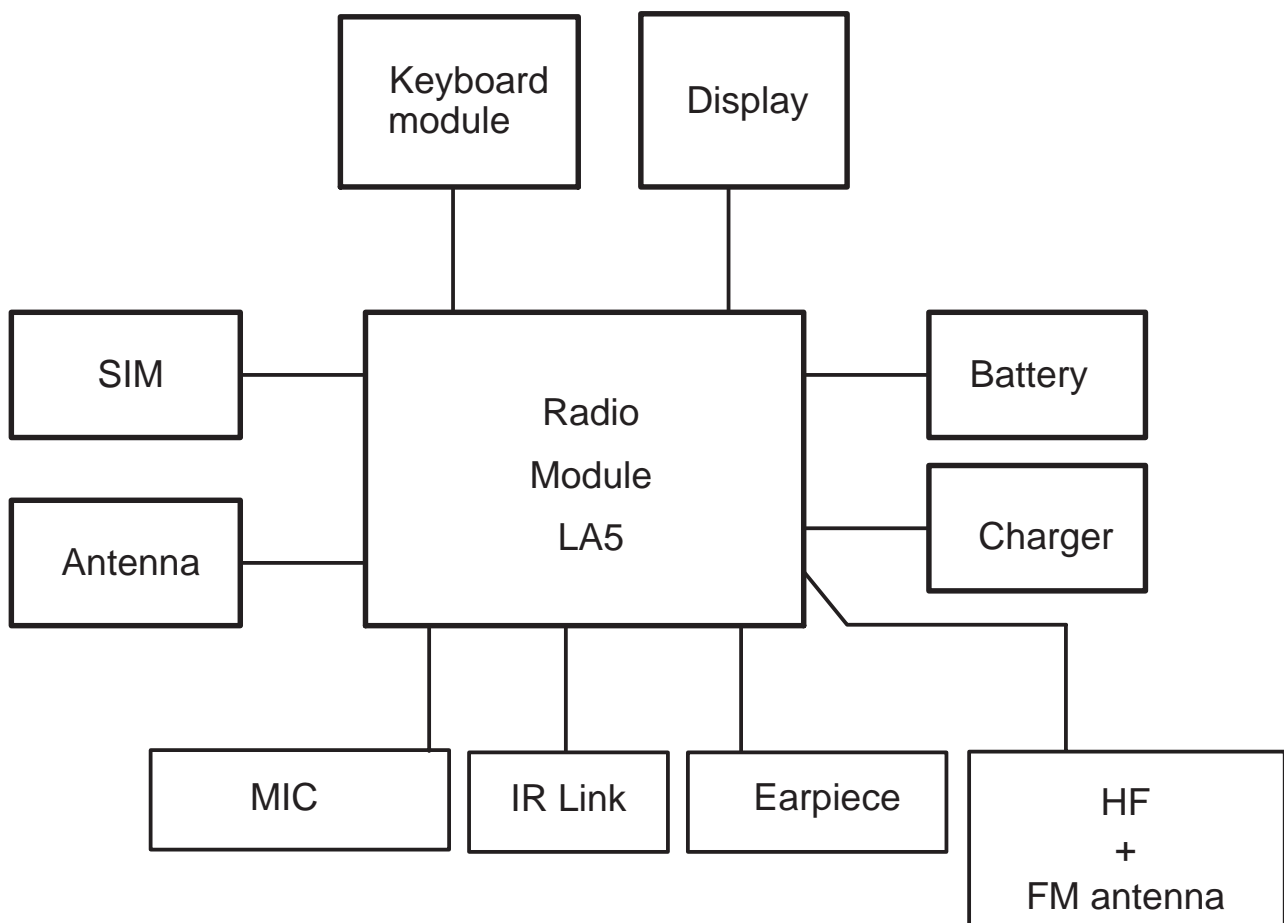 Keyboard
module
Display
SIM
Radio
Module
LA5
Battery
Antenna
Charger
MIC
IR Link
Earpiece
HF
+
FM antenna